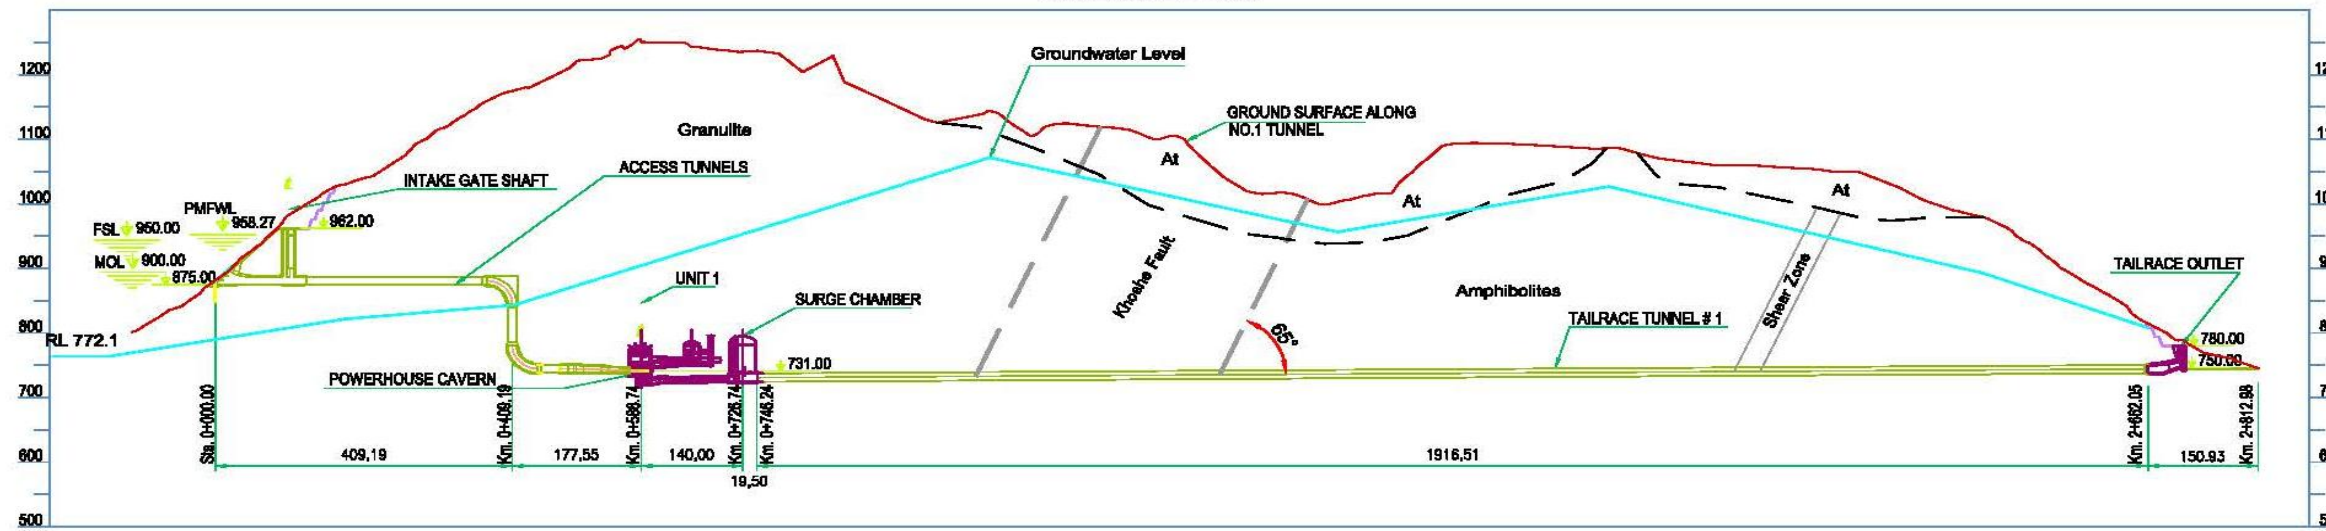 1200
1100
1000
900
800
700
600
500
Groundwater Level
Granulite
GROUND SURFACE ALONG
NO.1 TUNNEL
At
INTAKE GATE SHAFT
ACCESS TUNNELS
At
At
PMFWL
958.27
962.00
FSL 950.00
MOL 900.00
875.00
UNIT 1
SURGE CHAMBER
Khoshe Fault
Amphibolites
Shear Zone
TAILRACE OUTLET
RL 772.1
65°
TAILRACE TUNNEL # 1
780.00
750.00
POWERHOUSE CAVERN
731.00
Sta. 0+000.00
Km. 0+409.19
Km. 0+586.74
Km. 0+726.74
Km. 0+746.24
Km. 2+662.05
Km. 2+812.98
409,19
177,55
140,00
19,50
1916,51
150.93